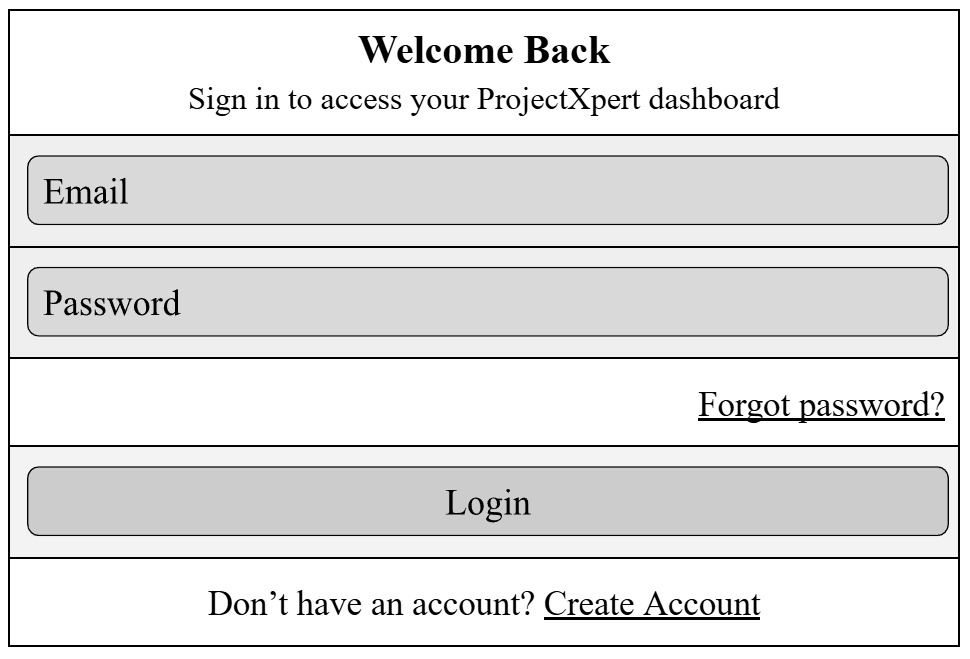 Welcome Back
Sign in to access your ProjectXpert dashboard
Email
Password
Forgot password?
Login
Don’t have an account? Create Account